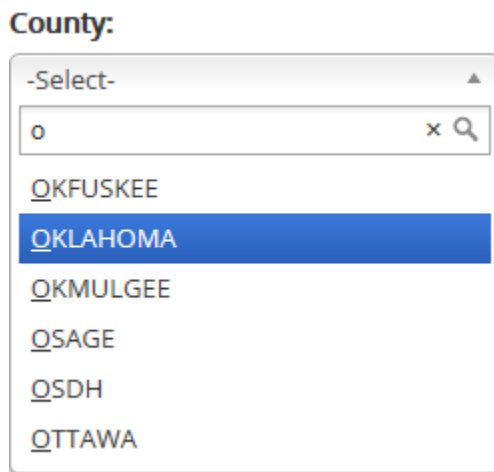 County:
-Select-
o
OKFUSKEE
OKLAHOMA
OKMULGEE
OSAGE
OSDH
OTTAWA